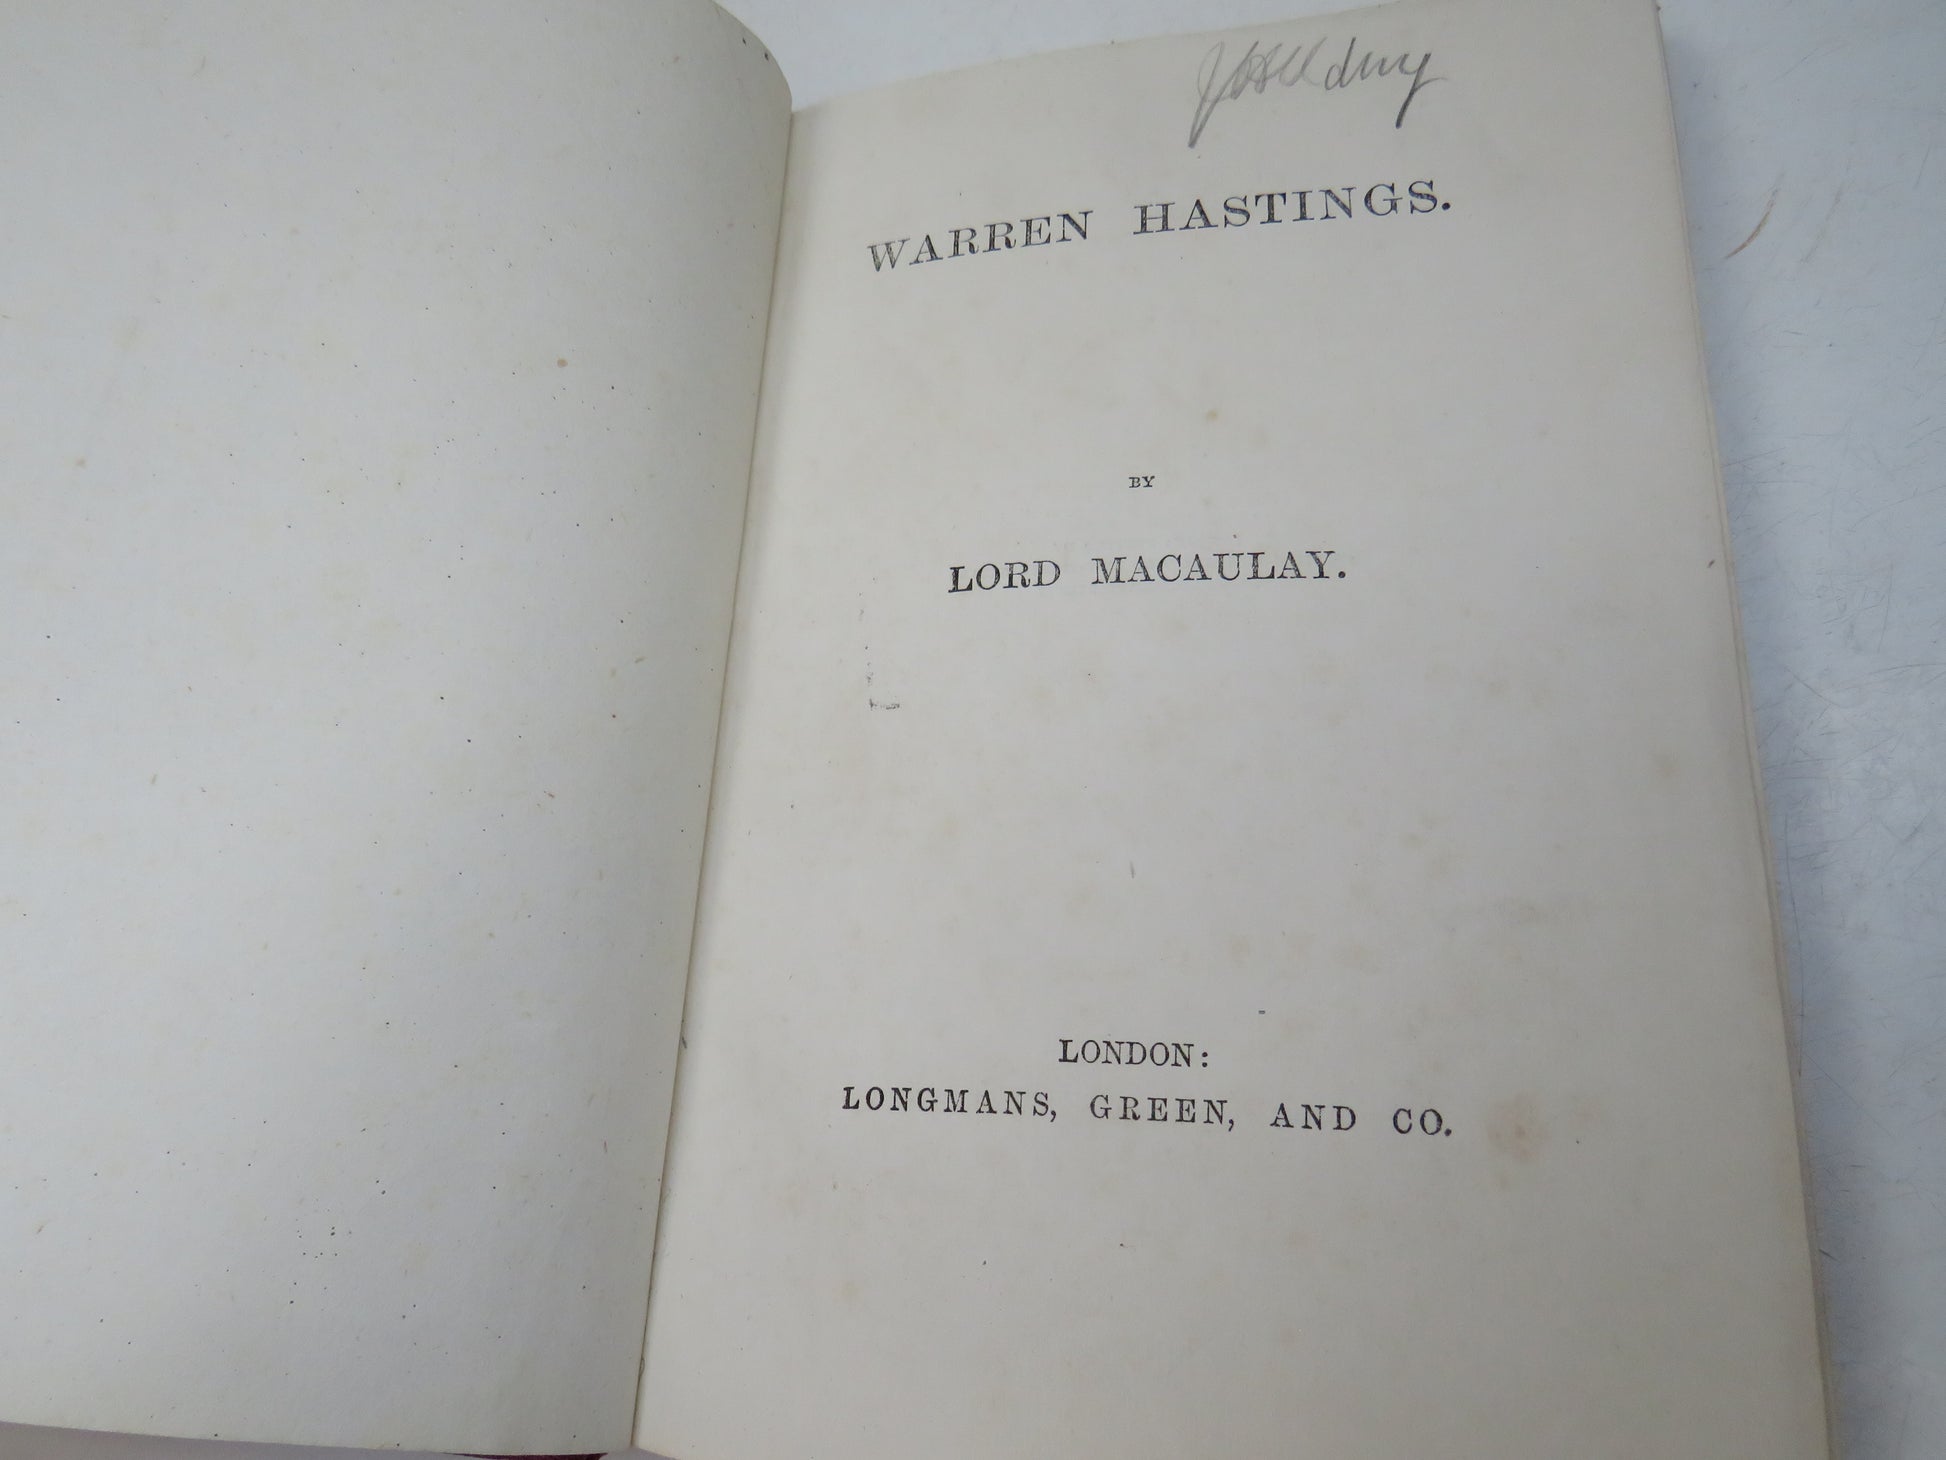 WARREN HASTINGS.
BY
LORD MACAULAY.
LONDON:
LONGMANS, GREEN, AND CO.